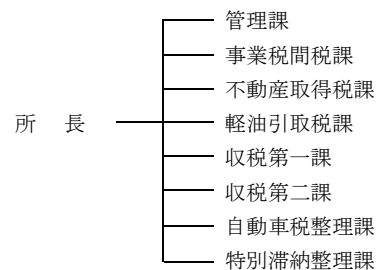 管理課
事業税間税課
不動産取得税課
所　長
軽油引取税課
収税第一課
収税第二課
自動車税整理課
特別滞納整理課